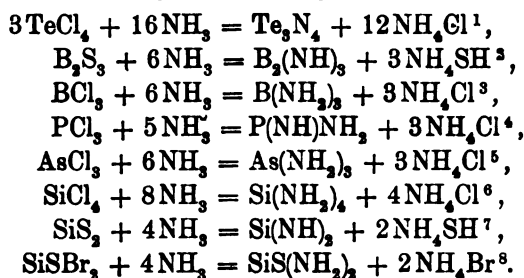 3TeCl₄ + 16NH₃ = Te₃N₄ + 12NH₄Cl¹,
B₂S₃ + 6NH₃ = B₂(NH)₃ + 3NH₄SH²,
BCl₃ + 6NH₃ = B(NH₂)₃ + 3NH₄Cl³,
PCl₃ + 5NH₃ = P(NH)NH₂ + 3NH₄Cl⁴,
AsCl₃ + 6NH₃ = As(NH₂)₃ + 3NH₄Cl⁵,
SiCl₄ + 8NH₃ = Si(NH₂)₄ + 4NH₄Cl⁶,
SiS₂ + 4NH₃ = Si(NH)₂ + 2NH₄SH⁷,
SiSBr₂ + 4NH₃ = SiS(NH₂)₂ + 2NH₄Br⁸.